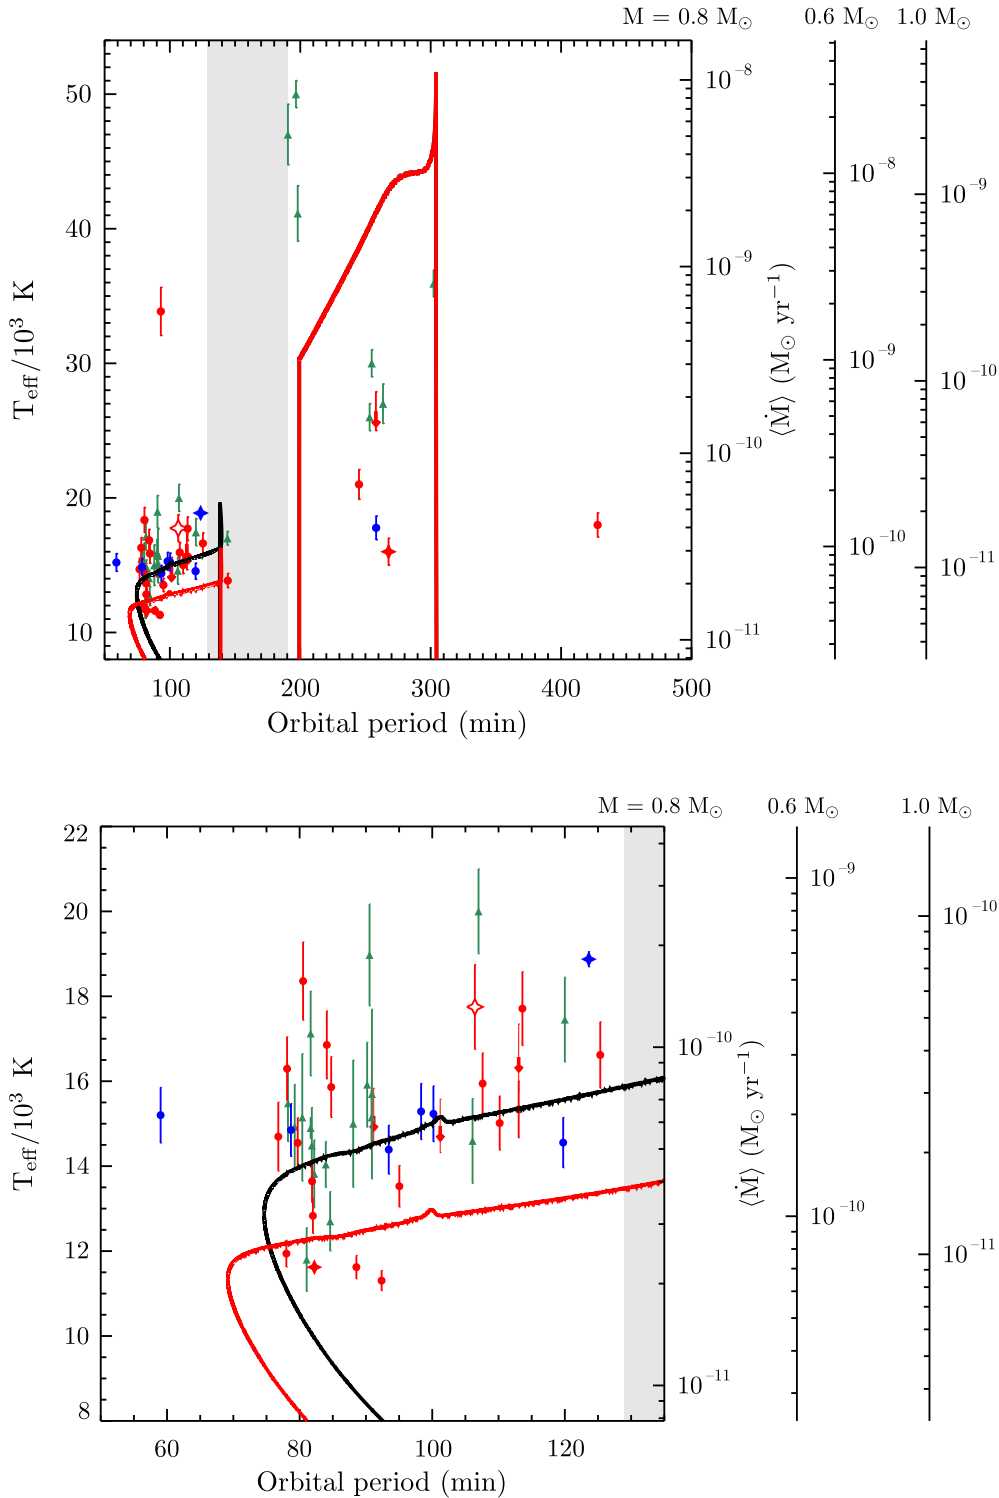 M = 0.8 M⊙ 0.6 M⊙ 1.0 M⊙
50
40
30
20
10
T_eff/10³ K
100 200 300 400 500
Orbital period (min)
10⁻⁸
10⁻⁹
10⁻¹⁰
10⁻¹¹
⟨Ṁ⟩ (M⊙ yr⁻¹)
10⁻⁸
10⁻⁹
10⁻¹⁰
10⁻⁹
10⁻¹⁰
10⁻¹¹
M = 0.8 M⊙ 0.6 M⊙ 1.0 M⊙
22
20
18
16
14
12
10
8
T_eff/10³ K
60 80 100 120
Orbital period (min)
10⁻¹⁰
10⁻¹¹
⟨Ṁ⟩ (M⊙ yr⁻¹)
10⁻⁹
10⁻¹⁰
10⁻¹⁰
10⁻¹¹